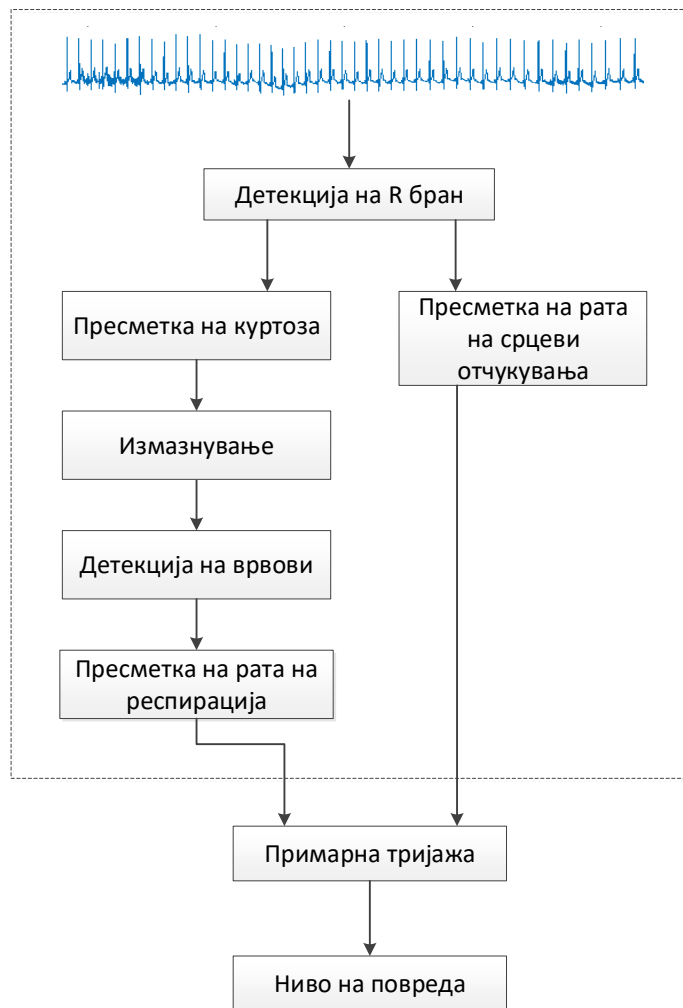 Детекција на R бран
Пресметка на куртоза
Пресметка на рата
на срцеви
отчукувања
Измазнување
Детекција на врвови
Пресметка на рата на
респирација
Примарна тријажа
Ниво на повреда